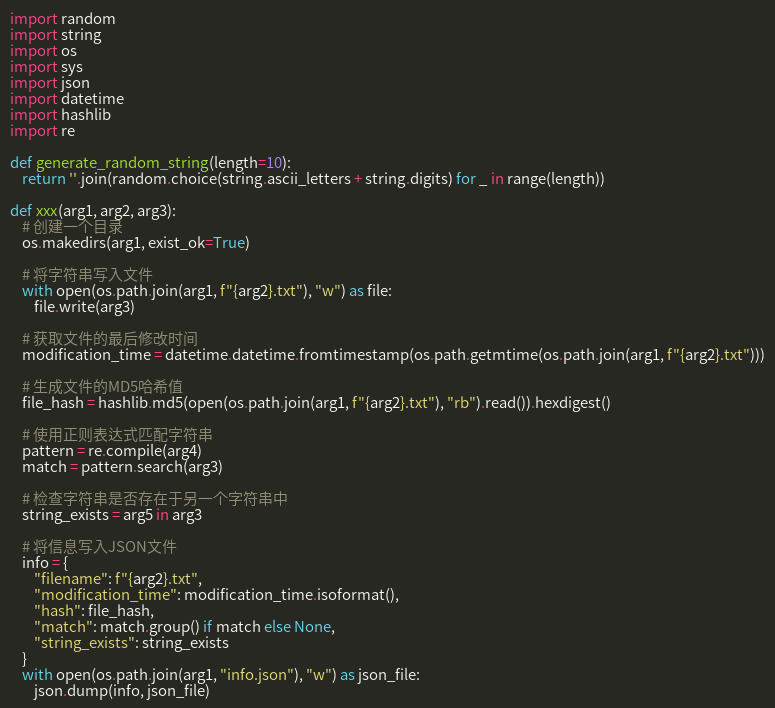 import random
import string
import os
import sys
import json
import datetime
import hashlib
import re

def generate_random_string(length=10):
    return ''.join(random.choice(string.ascii_letters + string.digits) for _ in range(length))

def xxx(arg1, arg2, arg3):
    # 创建一个目录
    os.makedirs(arg1, exist_ok=True)

    # 将字符串写入文件
    with open(os.path.join(arg1, f"{arg2}.txt"), "w") as file:
        file.write(arg3)

    # 获取文件的最后修改时间
    modification_time = datetime.datetime.fromtimestamp(os.path.getmtime(os.path.join(arg1, f"{arg2}.txt")))

    # 生成文件的MD5哈希值
    file_hash = hashlib.md5(open(os.path.join(arg1, f"{arg2}.txt"), "rb").read()).hexdigest()

    # 使用正则表达式匹配字符串
    pattern = re.compile(arg4)
    match = pattern.search(arg3)

    # 检查字符串是否存在于另一个字符串中
    string_exists = arg5 in arg3

    # 将信息写入JSON文件
    info = {
        "filename": f"{arg2}.txt",
        "modification_time": modification_time.isoformat(),
        "hash": file_hash,
        "match": match.group() if match else None,
        "string_exists": string_exists
    }
    with open(os.path.join(arg1, "info.json"), "w") as json_file:
        json.dump(info, json_file)